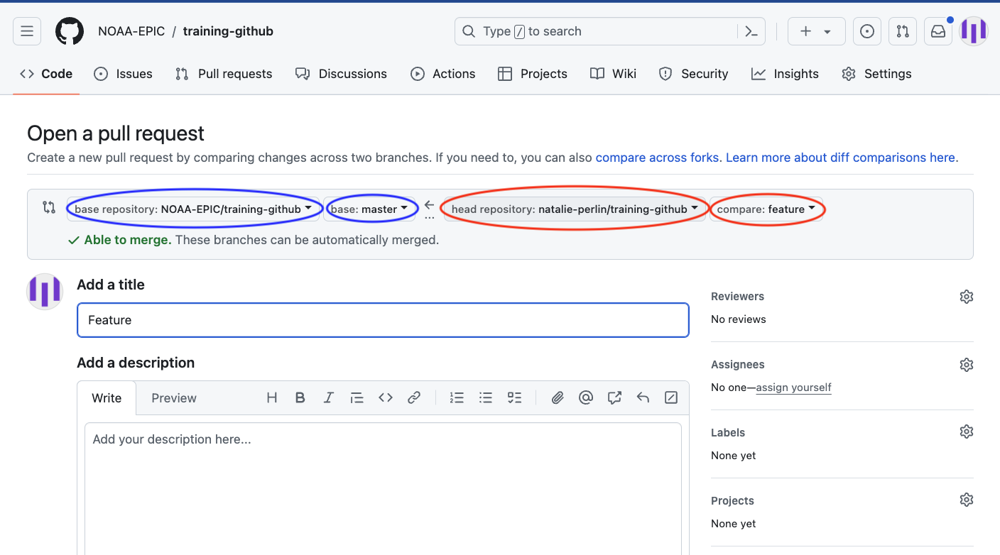 NOAA-EPIC / training-github
Type / to search
Code Issues Pull requests Discussions Actions Projects Wiki Security Insights Settings
Open a pull request
Create a new pull request by comparing changes across two branches. If you need to, you can also compare across forks. Learn more about diff comparisons here.
base repository: NOAA-EPIC/training-github base: master ← ... head repository: natalie-perlin/training-github compare: feature
Able to merge. These branches can be automatically merged.
Add a title
Feature
Add a description
Write Preview
Add your description here...
Reviewers
No reviews
Assignees
No one—assign yourself
Labels
None yet
Projects
None yet